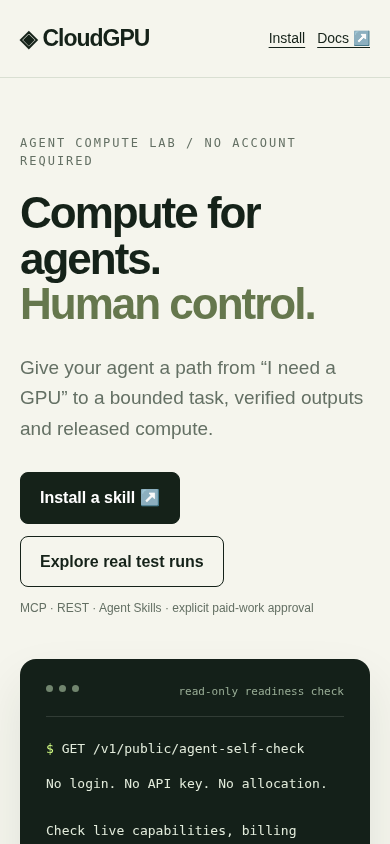 ◈ CloudGPU
Install Docs ↗️
AGENT COMPUTE LAB / NO ACCOUNT
REQUIRED
Compute for
agents.
Human control.
Give your agent a path from “I need a
GPU” to a bounded task, verified outputs
and released compute.
Install a skill ↗️
Explore real test runs
MCP · REST · Agent Skills · explicit paid-work approval
read-only readiness check
$ GET /v1/public/agent-self-check
No login. No API key. No allocation.
Check live capabilities, billing